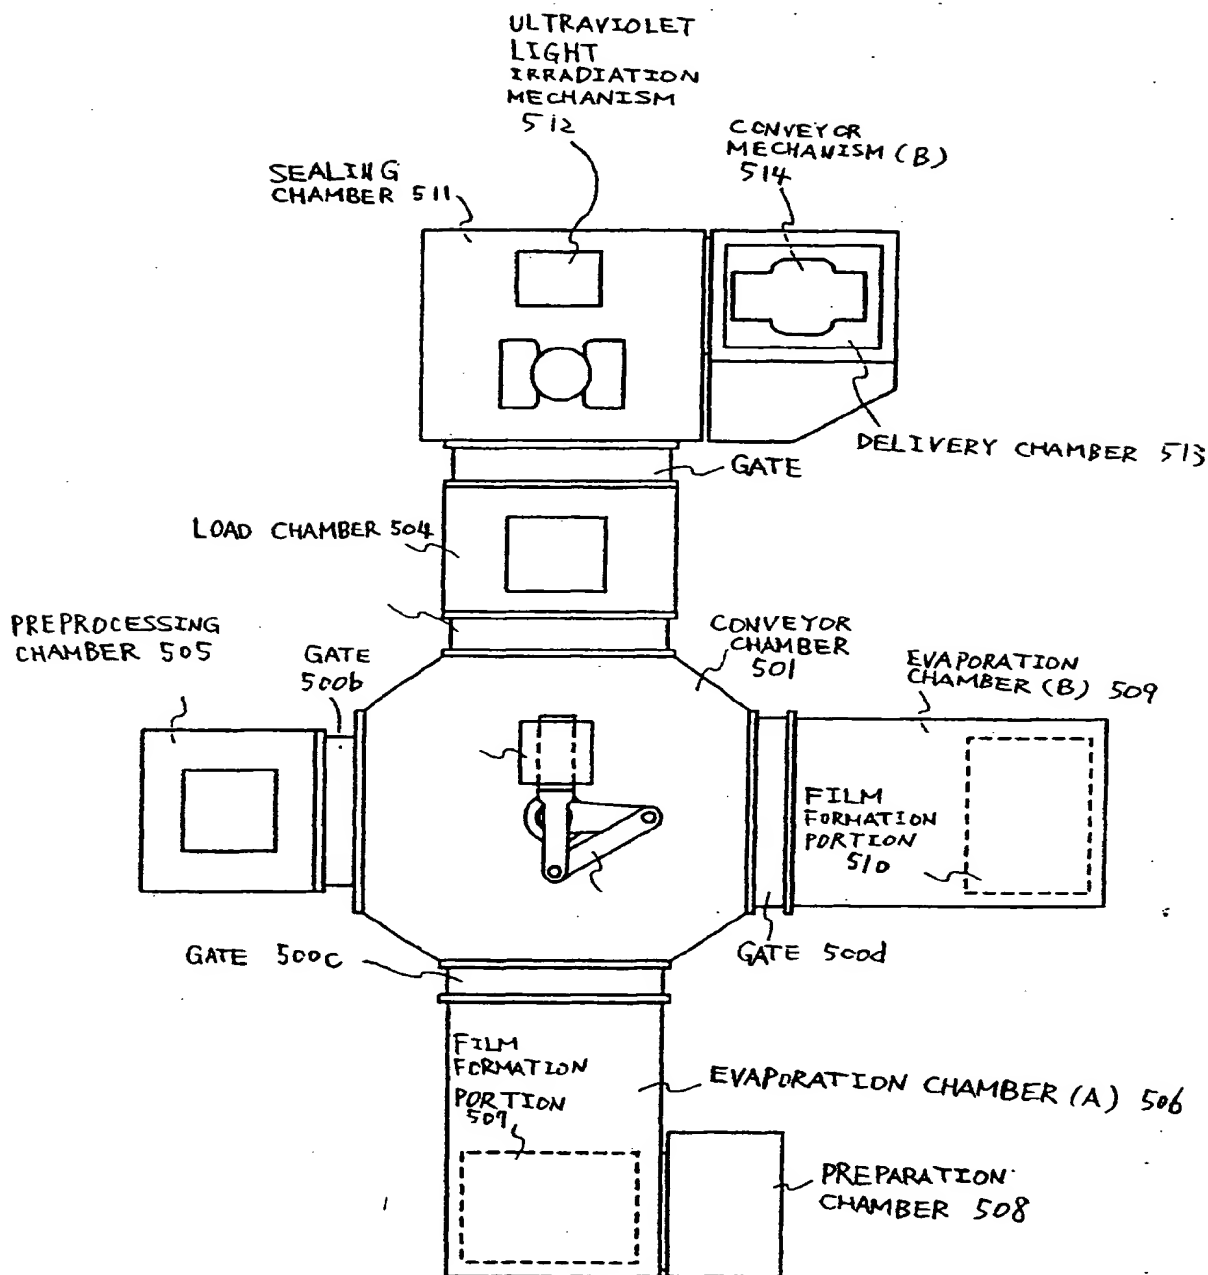 ULTRAVIOLET
LIGHT
IRRADIATION
MECHANISM
512
CONVEYOR
MECHANISM (B)
514
SEALING
CHAMBER 511
DELIVERY CHAMBER 513
GATE
LOAD CHAMBER 504
PREPROCESSING
CHAMBER 505
GATE
500b
CONVEYOR
CHAMBER
501
EVAPORATION
CHAMBER (B) 509
FILM
FORMATION
PORTION
510
GATE 500c
GATE 500d
FILM
FORMATION
PORTION
507
EVAPORATION CHAMBER (A) 506
PREPARATION
CHAMBER 508